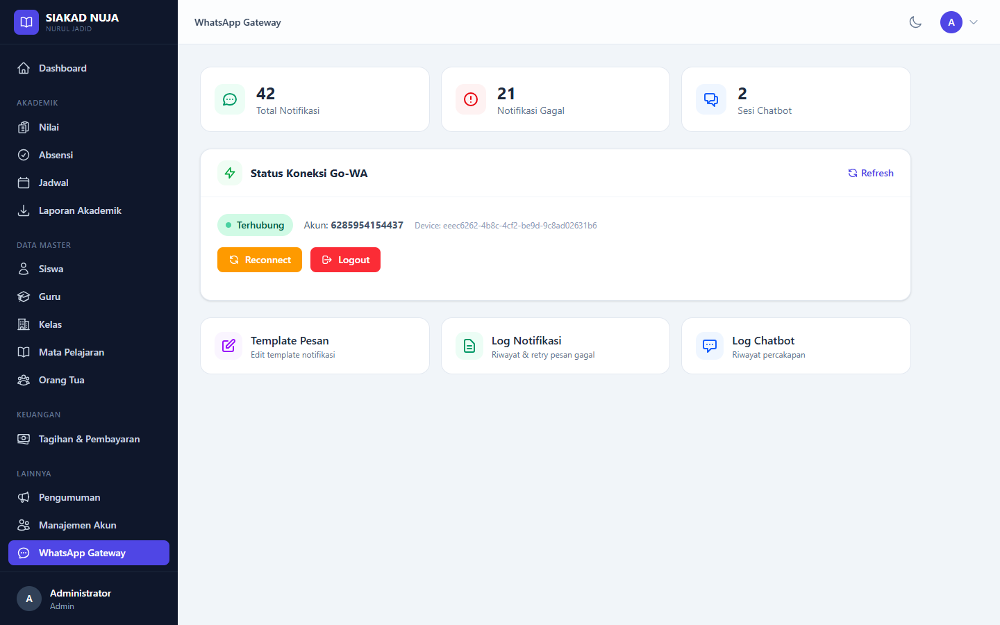 SIAKAD NUJA
NURUL JADID
Dashboard
AKADEMIK
Nilai
Absensi
Jadwal
Laporan Akademik
DATA MASTER
Siswa
Guru
Kelas
Mata Pelajaran
Orang Tua
KEUANGAN
Tagihan & Pembayaran
LAINNYA
Pengumuman
Manajemen Akun
WhatsApp Gateway
A
Administrator
Admin
WhatsApp Gateway
A
42
Total Notifikasi
21
Notifikasi Gagal
2
Sesi Chatbot
Status Koneksi Go-WA
Refresh
Terhubung Akun: 6285954154437 Device: eeec6262-4b8c-4cf2-be9d-9c8ad02631b6
Reconnect Logout
Template Pesan
Edit template notifikasi
Log Notifikasi
Riwayat & retry pesan gagal
Log Chatbot
Riwayat percakapan